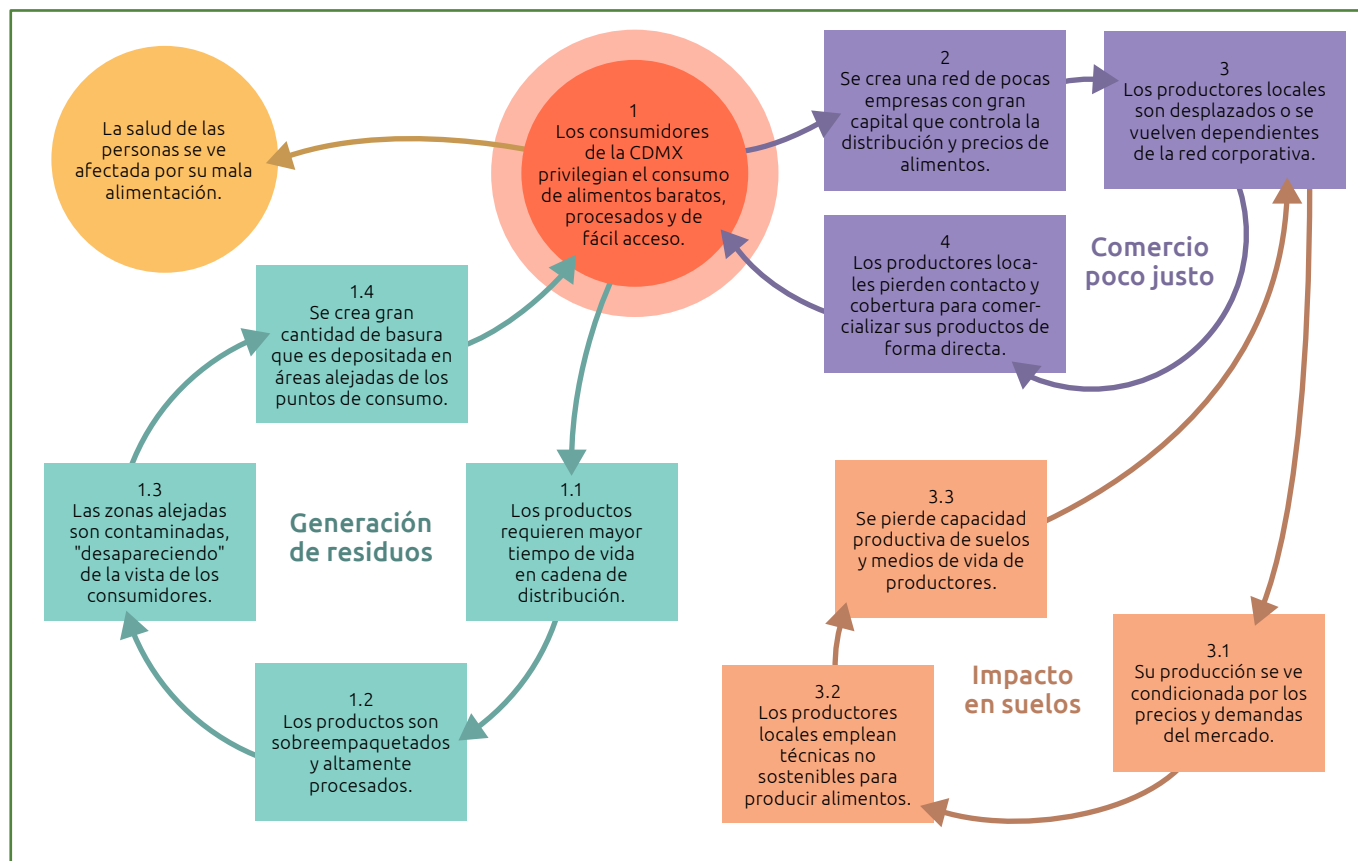 La salud de las
personas se ve
afectada por su mala
alimentación.
1
Los consumidores
de la CDMX
privilegian el consumo
de alimentos baratos,
procesados y de
fácil acceso.
2
Se crea una red de pocas
empresas con gran
capital que controla la
distribución y precios de
alimentos.
3
Los productores locales
son desplazados o se
vuelven dependientes
de la red corporativa.
4
Los productores loca-
les pierden contacto y
cobertura para comer-
cializar sus productos de
forma directa.
Comercio
poco justo
1.4
Se crea gran
cantidad de basura
que es depositada en
áreas alejadas de los
puntos de consumo.
1.3
Las zonas alejadas
son contaminadas,
"desapareciendo"
de la vista de los
consumidores.
Generación
de residuos
1.1
Los productos
requieren mayor
tiempo de vida
en cadena de
distribución.
1.2
Los productos son
sobreempaquetados
y altamente
procesados.
3.3
Se pierde capacidad
productiva de suelos
y medios de vida de
productores.
3.2
Los productores
locales emplean
técnicas no
sostenibles para
producir alimentos.
Impacto
en suelos
3.1
Su producción se ve
condicionada por los
precios y demandas
del mercado.